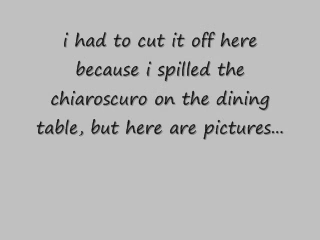 i had to cut it off here
because i spilled the
chiaroscuro on the dining
table, but here are pictures...